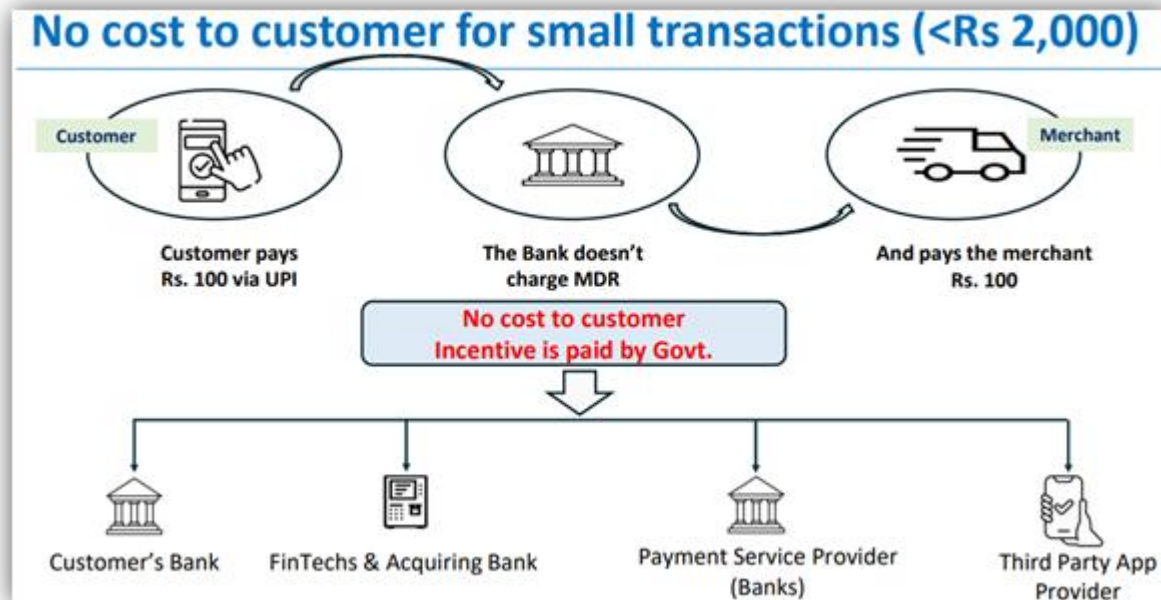 No cost to customer for small transactions (<Rs 2,000)
Customer
Merchant
Customer pays
Rs. 100 via UPI
The Bank doesn't
charge MDR
And pays the merchant
Rs. 100
No cost to customer
Incentive is paid by Govt.
Customer's Bank
FinTechs & Acquiring Bank
Payment Service Provider
(Banks)
Third Party App
Provider